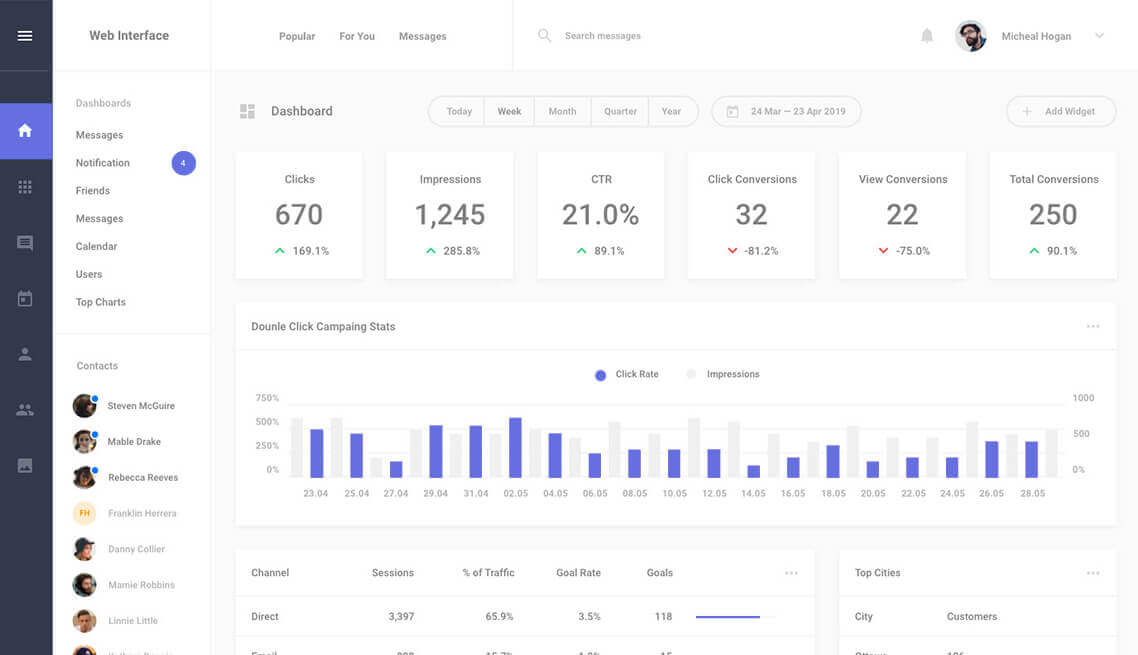 Web Interface
Popular For You Messages
Search messages
Micheal Hogan
Dashboards
Messages
Notification 4
Friends
Messages
Calendar
Users
Top Charts
Contacts
Steven McGuire
Mable Drake
Rebecca Reeves
FH Franklin Herrera
Danny Collier
Mamie Robbins
Linnie Little
Dashboard
Today Week Month Quarter Year
24 Mar — 23 Apr 2019
+ Add Widget
Clicks
670
169.1%
Impressions
1,245
285.8%
CTR
21.0%
89.1%
Click Conversions
32
-81.2%
View Conversions
22
-75.0%
Total Conversions
250
90.1%
Dounle Click Campaing Stats
Click Rate Impressions
750% 1000
500% 500
250%
0% 0%
23.04 25.04 27.04 29.04 31.04 02.05 04.05 06.05 08.05 10.05 12.05 14.05 16.05 18.05 20.05 22.05 24.05 26.05 28.05
Channel Sessions % of Traffic Goal Rate Goals
Direct 3,397 65.9% 3.5% 118
Top Cities
City Customers